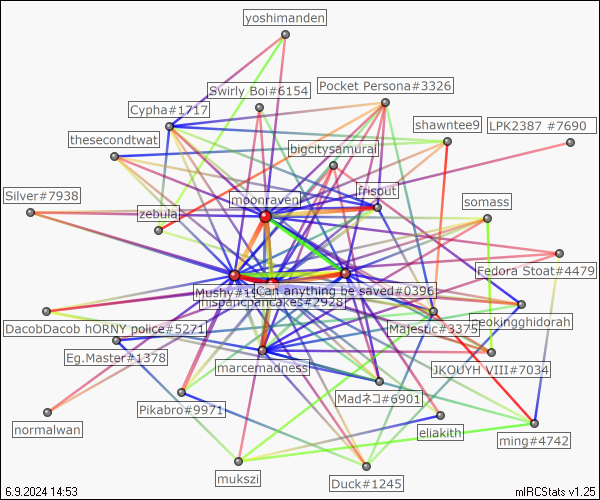 yoshimanden
Swirly Boi#6154
Pocket Persona#3326
Cypha#1717
shawntee9
LPK2387 #7690
thesecondtwat
bigcitysamurai
Silver#7938
moonraven
frisout
somass
zebula
Fedora Stoat#4479
Mushy#1
Can anything be saved#0396
hispanicpancakes#2928
neokingghidorah
DacobDacob hORNY police#5271
Majestic#3375
Eg.Master#1378
marcemadness
JKOUYH VIII#7034
Pikabro#9971
Madネコ#6901
normalwan
eliakith
ming#4742
mukszi
Duck#1245
6.9.2024 14:53
mIRCStats v1.25